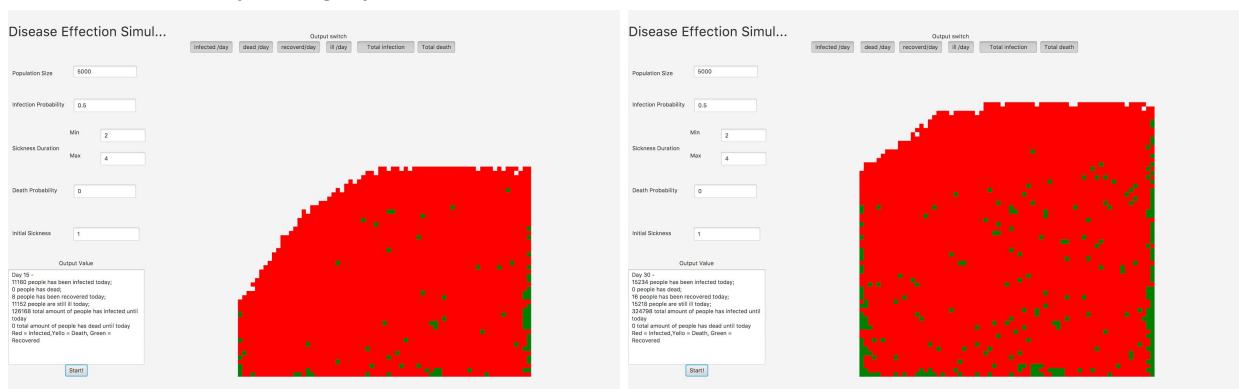 Disease Effection Simul...
Output switch
infected /day dead /day recoverd/day ill /day Total infection Total death
Population Size 5000
Infection Probability 0.5
Min 2
Sickness Duration
Max 4
Death Probability 0
Initial Sickness 1
Output Value
Day 15 -
11160 people has been infected today;
0 people has dead;
8 people has been recovered today;
11152 people are still ill today;
126168 total amount of people has infected until
today
0 total amount of people has dead until today
Red = Infected,Yello = Death, Green =
Recovered
Start!
Disease Effection Simul...
Output switch
infected /day dead /day recoverd/day ill /day Total infection Total death
Population Size 5000
Infection Probability 0.5
Min 2
Sickness Duration
Max 4
Death Probability 0
Initial Sickness 1
Output Value
Day 30 -
15234 people has been infected today;
0 people has dead;
16 people has been recovered today;
15218 people are still ill today;
324798 total amount of people has infected until
today
0 total amount of people has dead until today
Red = Infected,Yello = Death, Green =
Recovered
Start!